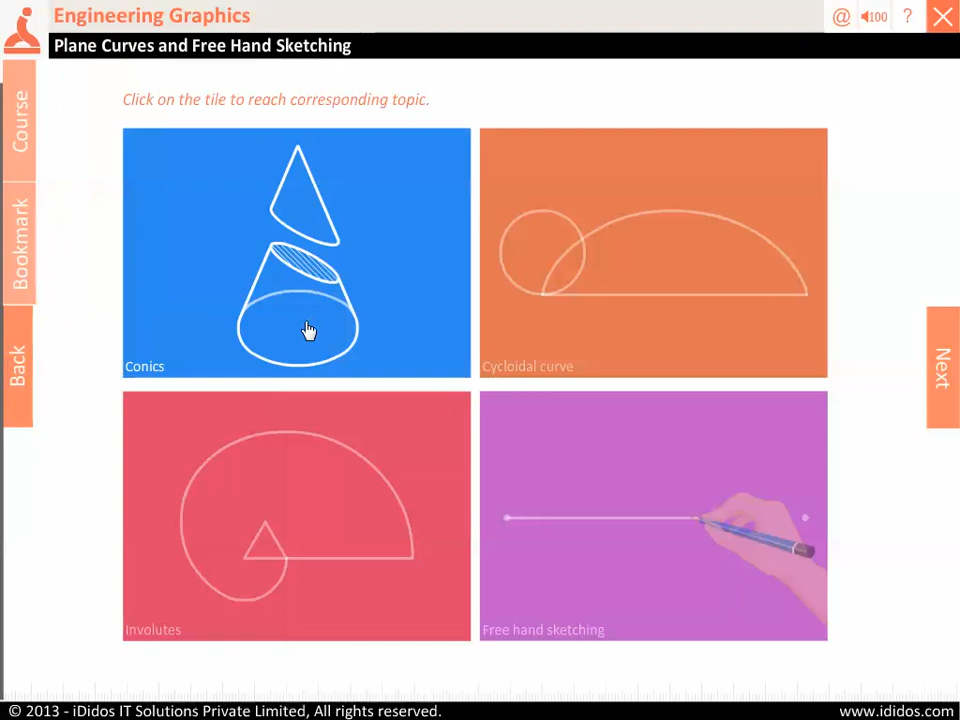 Engineering Graphics
@ 100 ?
Plane Curves and Free Hand Sketching
Course
Bookmark
Back
Click on the tile to reach corresponding topic.
Conics
Cycloidal curve
Involutes
Free hand sketching
Next
© 2013 - iDidos IT Solutions Private Limited, All rights reserved.
www.ididos.com